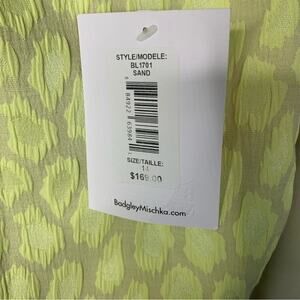 STYLE/MODELE:
BL1701
SAND
SIZE/TAILLE:
14
$169.00
BadgleyMischka.com